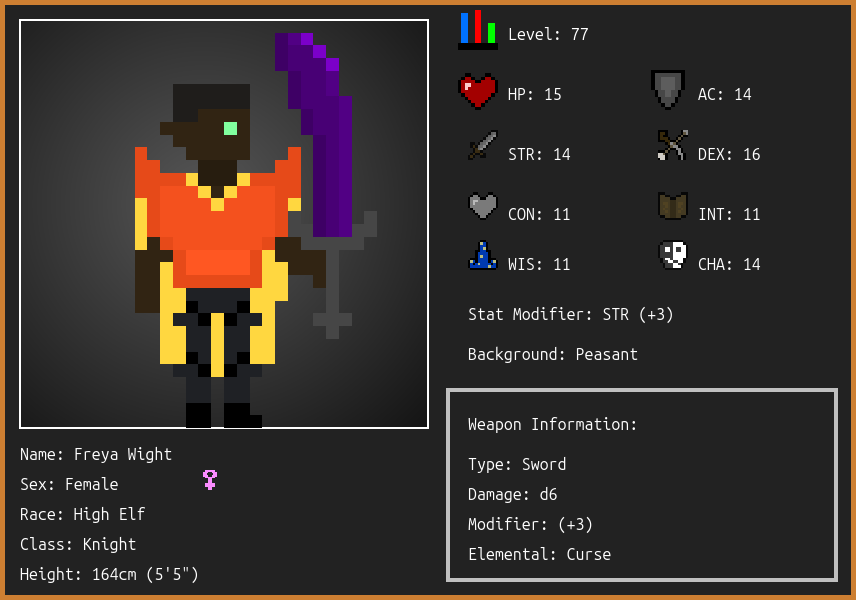 Level: 77
HP: 15
AC: 14
STR: 14
DEX: 16
CON: 11
INT: 11
WIS: 11
CHA: 14
Stat Modifier: STR (+3)
Background: Peasant
Weapon Information:
Type: Sword
Damage: d6
Modifier: (+3)
Elemental: Curse
Name: Freya Wight
Sex: Female
Race: High Elf
Class: Knight
Height: 164cm (5'5")